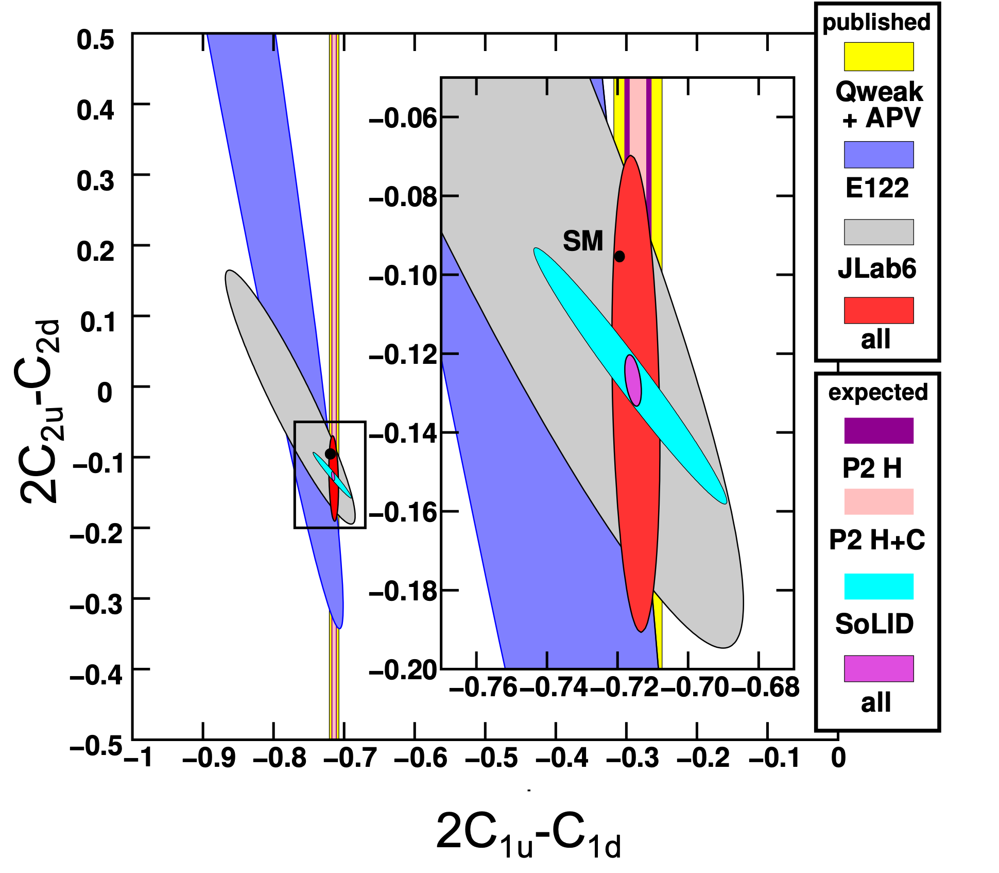 published
Qweak
+ APV
E122
JLab6
all
expected
P2 H
P2 H+C
SoLID
all
0.5
0.4
0.3
0.2
0.1
0
−0.1
−0.2
−0.3
−0.4
−0.5
2C2u-C2d
−0.06
−0.08
−0.10
−0.12
−0.14
−0.16
−0.18
−0.20
SM
−0.76 −0.74 −0.72 −0.70 −0.68
−1 −0.9 −0.8 −0.7 −0.6 −0.5 −0.4 −0.3 −0.2 −0.1 0
2C1u-C1d